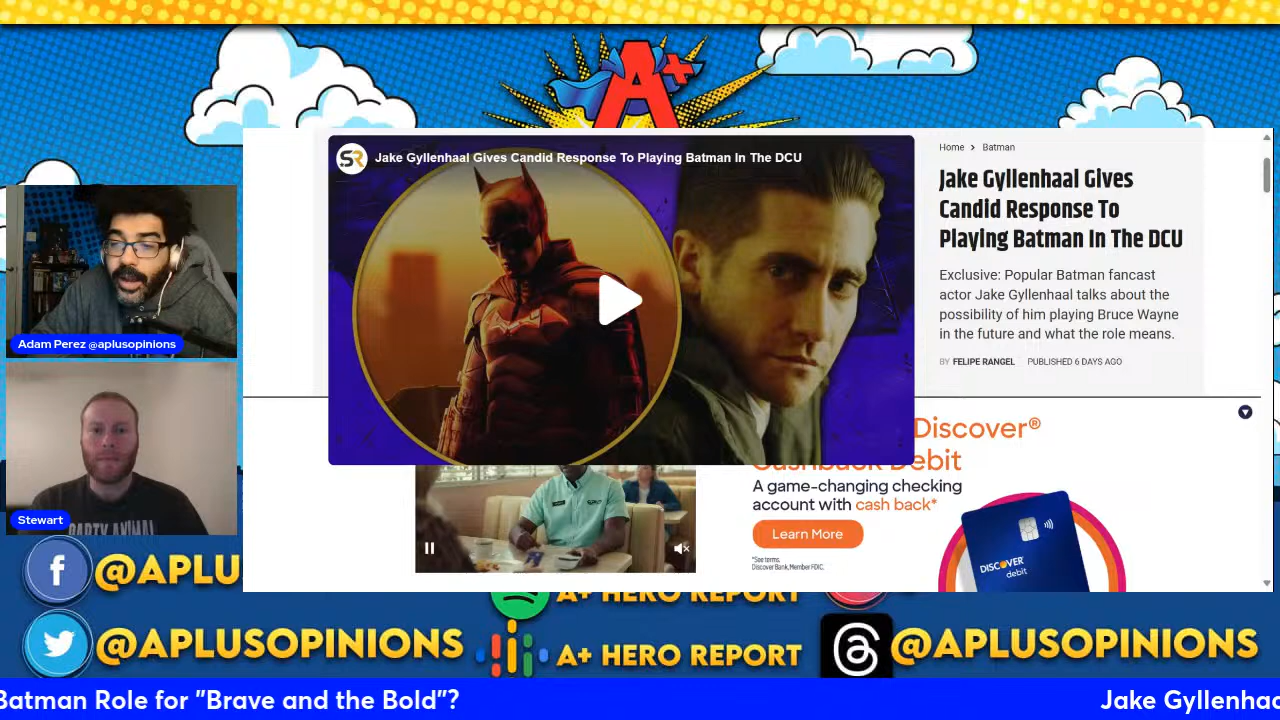 A+
SR
Jake Gyllenhaal Gives Candid Response To Playing Batman In The DCU
Home > Batman
Jake Gyllenhaal Gives
Candid Response To
Playing Batman In The DCU
Exclusive: Popular Batman fancast
actor Jake Gyllenhaal talks about the
possibility of him playing Bruce Wayne
in the future and what the role means.
BY FELIPE RANGEL PUBLISHED 6 DAYS AGO
Adam Perez @aplusopinions
Stewart
PARTY ANIMAL
Discover®
Cashback Debit
A game-changing checking
account with cash back*
Learn More
*See terms.
Discover Bank, Member FDIC.
DISCOVER
debit
f
@APLU
A+ HERO REPORT
@APLUSOPINIONS
A+ HERO REPORT
@APLUSOPINIONS
Batman Role for "Brave and the Bold"?
Jake Gyllenhaa